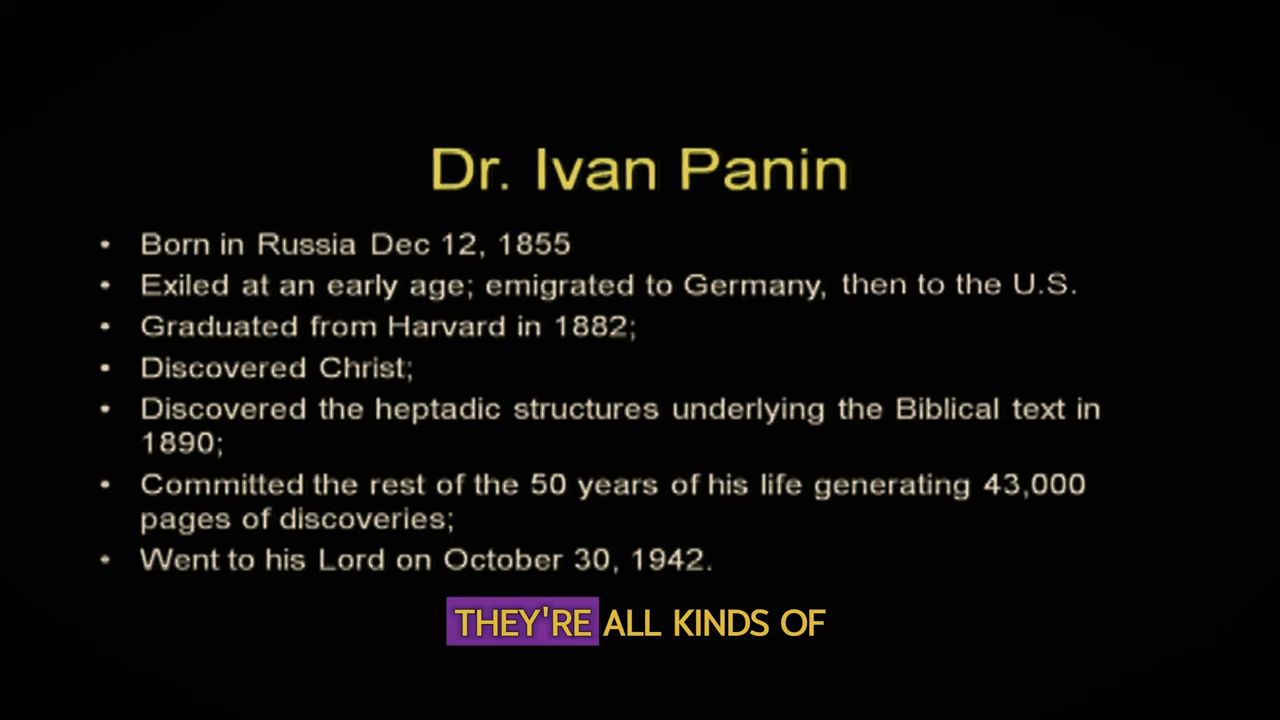 Dr. Ivan Panin
• Born in Russia Dec 12, 1855
• Exiled at an early age; emigrated to Germany, then to the U.S.
• Graduated from Harvard in 1882;
• Discovered Christ;
• Discovered the heptadic structures underlying the Biblical text in
1890;
• Committed the rest of the 50 years of his life generating 43,000
pages of discoveries;
• Went to his Lord on October 30, 1942.
THEY'RE ALL KINDS OF